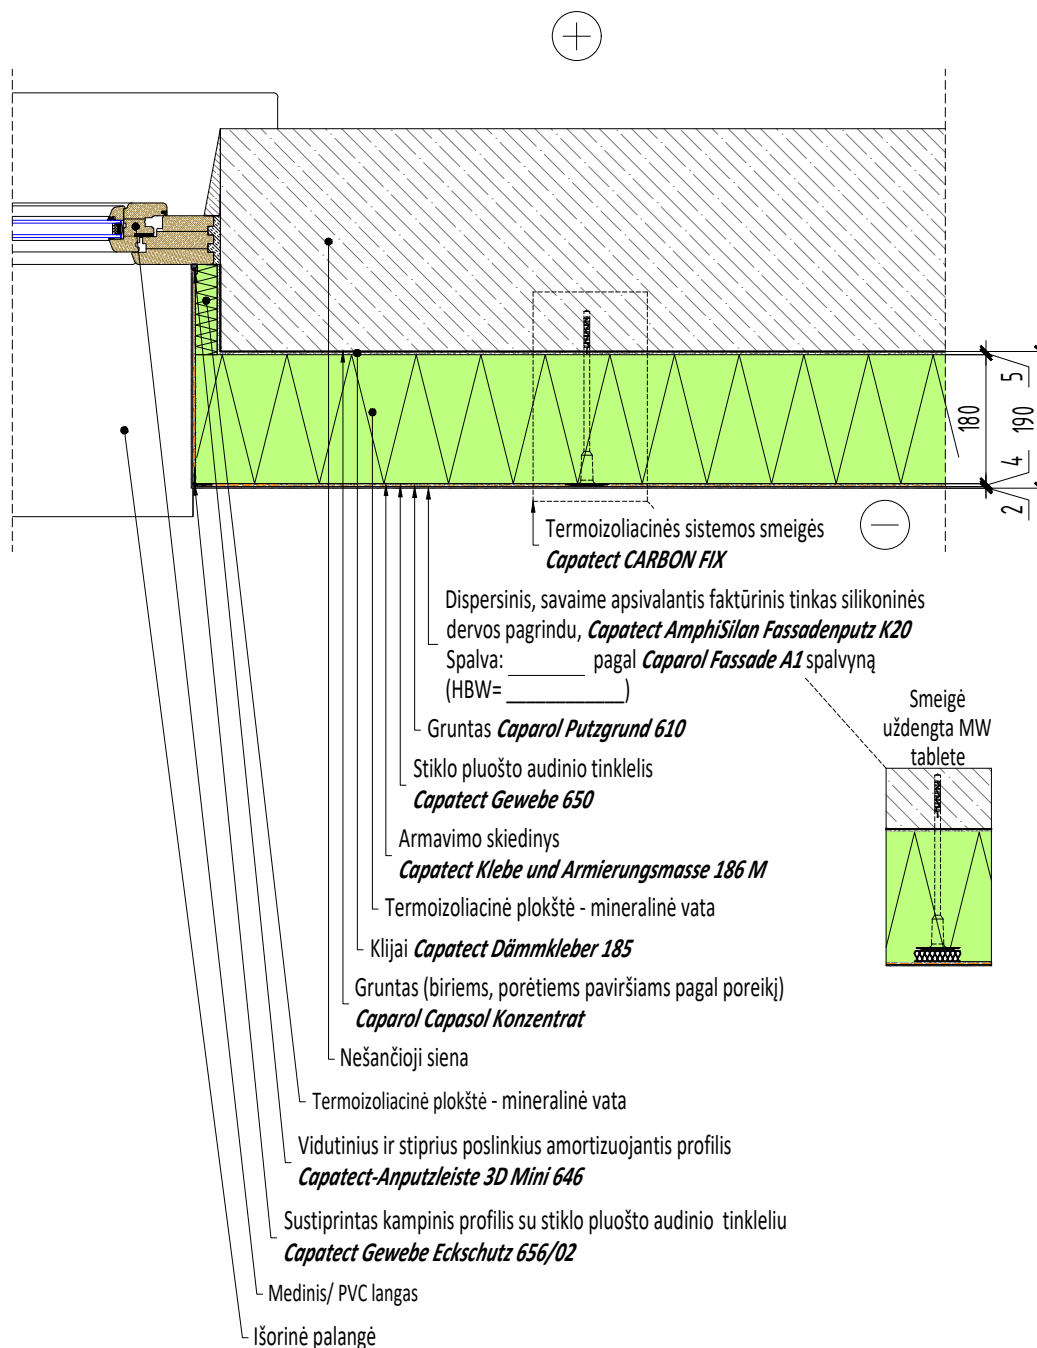 5
180
190
4
2
Termoizoliacinės sistemos smeigės
Capatect CARBON FIX
Dispersinis, savaime apsivalantis faktūrinis tinkas silikoninės
dervos pagrindu, Capatect AmphiSilan Fassadenputz K20
Spalva: ________ pagal Caparol Fassade A1 spalvyną
(HBW= ____________)
Smeigė
uždengta MW
tablete
Gruntas Caparol Putzgrund 610
Stiklo pluošto audinio tinklelis
Capatect Gewebe 650
Armavimo skiedinys
Capatect Klebe und Armierungsmasse 186 M
Termoizoliacinė plokštė - mineralinė vata
Klijai Capatect Dämmkleber 185
Gruntas (biriems, porėtiems paviršiams pagal poreikį)
Caparol Capasol Konzentrat
Nešančioji siena
Termoizoliacinė plokštė - mineralinė vata
Vidutinius ir stiprius poslinkius amortizuojantis profilis
Capatect-Anputzleiste 3D Mini 646
Sustiprintas kampinis profilis su stiklo pluošto audinio tinkleliu
Capatect Gewebe Eckschutz 656/02
Medinis/ PVC langas
Išorinė palangė